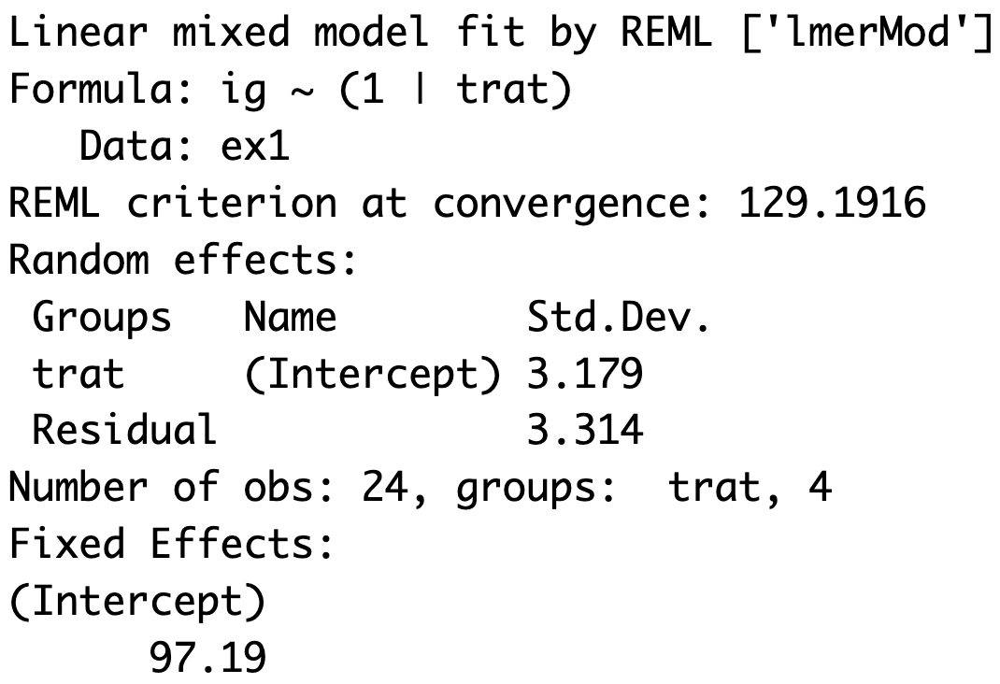 Linear mixed model fit by REML ['lmerMod']
Formula: ig ~ (1 | trat)
   Data: ex1
REML criterion at convergence: 129.1916
Random effects:
 Groups   Name        Std.Dev.
 trat     (Intercept) 3.179
 Residual             3.314
Number of obs: 24, groups:  trat, 4
Fixed Effects:
(Intercept)
      97.19